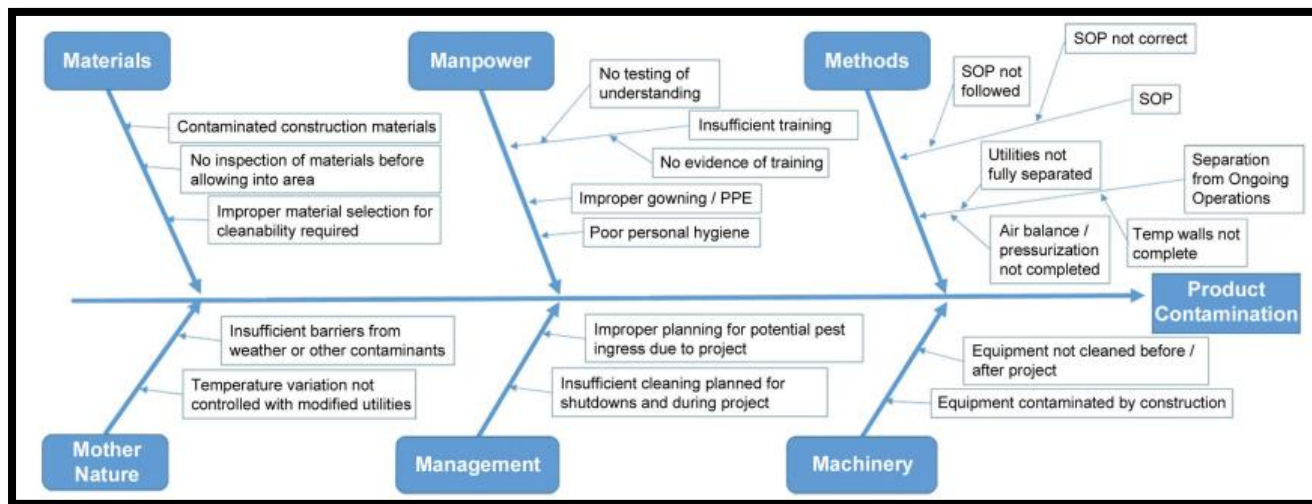 Materials
Manpower
Methods
SOP not correct
No testing of
understanding
SOP not
followed
SOP
Contaminated construction materials
Insufficient training
No inspection of materials before
allowing into area
No evidence of training
Utilities not
fully separated
Separation
from Ongoing
Operations
Improper material selection for
cleanability required
Improper gowning / PPE
Poor personal hygiene
Air balance /
pressurization
not completed
Temp walls not
complete
Product
Contamination
Insufficient barriers from
weather or other contaminants
Improper planning for potential pest
ingress due to project
Equipment not cleaned before /
after project
Temperature variation not
controlled with modified utilities
Insufficient cleaning planned for
shutdowns and during project
Equipment contaminated by construction
Mother
Nature
Management
Machinery